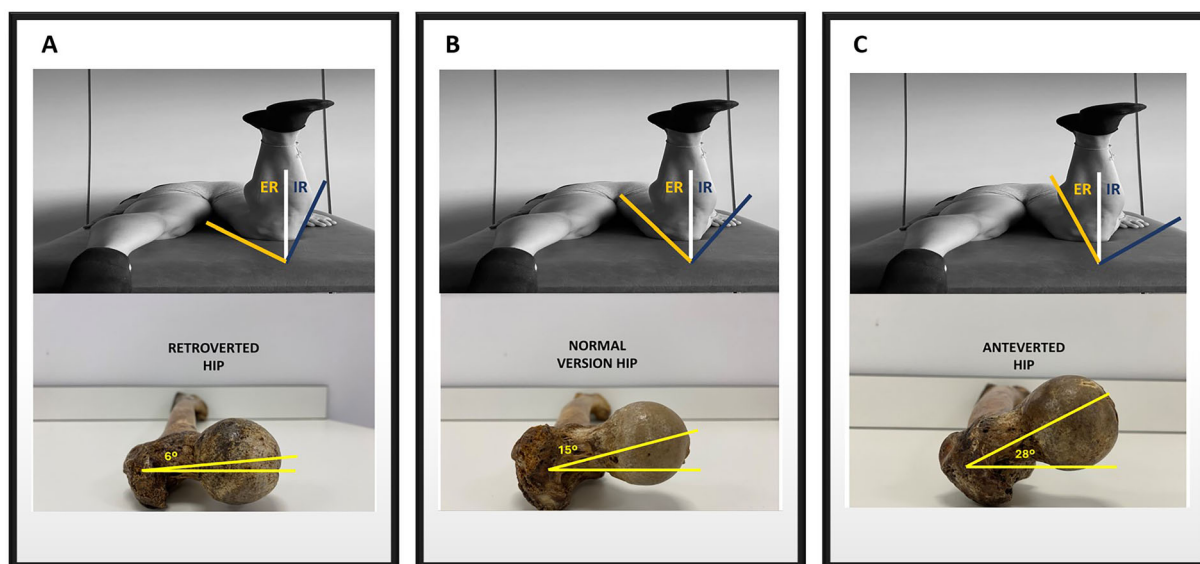 A
ER IR
RETROVERTED
HIP
6º
B
ER IR
NORMAL
VERSION HIP
15º
C
ER IR
ANTEVERTED
HIP
28º